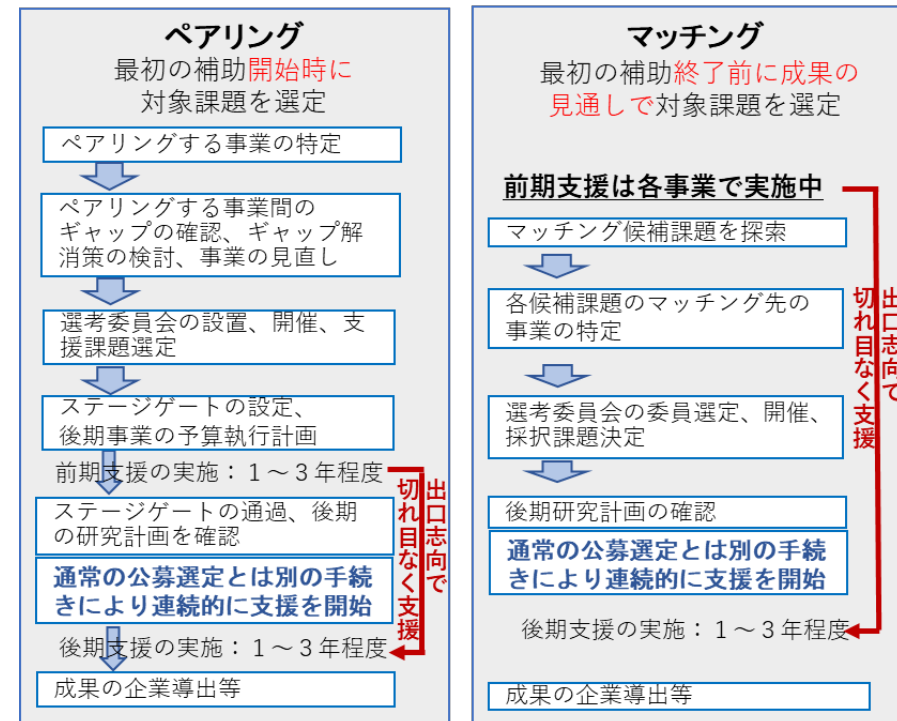 ペアリング
最初の補助開始時に
対象課題を選定
ペアリングする事業の特定
ペアリングする事業間の
ギャップの確認、ギャップ解
消策の検討、事業の見直し
選考委員会の設置、開催、支
援課題選定
ステージゲートの設定、
後期事業の予算執行計画
前期支援の実施：１～３年程度
ステージゲートの通過、後期
の研究計画を確認
通常の公募選定とは別の手続
きにより連続的に支援を開始
後期支援の実施：１～３年程度
成果の企業導出等
出口志向で
切れ目なく支援
マッチング
最初の補助終了前に成果の
見通しで対象課題を選定
前期支援は各事業で実施中
マッチング候補課題を探索
各候補課題のマッチング先の
事業の特定
選考委員会の委員選定、開催、
採択課題決定
後期研究計画の確認
通常の公募選定とは別の手続
きにより連続的に支援を開始
後期支援の実施：１～３年程度
成果の企業導出等
出口志向で
切れ目なく支援